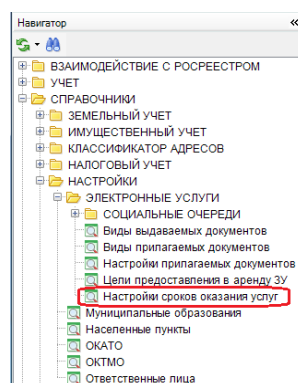 Навигатор
ВЗАИМОДЕЙСТВИЕ С РОСРЕЕСТРОМ
УЧЕТ
СПРАВОЧНИКИ
ЗЕМЕЛЬНЫЙ УЧЕТ
ИМУЩЕСТВЕННЫЙ УЧЕТ
КЛАССИФИКАТОР АДРЕСОВ
НАЛОГОВЫЙ УЧЕТ
НАСТРОЙКИ
ЭЛЕКТРОННЫЕ УСЛУГИ
СОЦИАЛЬНЫЕ ОЧЕРЕДИ
Виды выдаваемых документов
Виды прилагаемых документов
Настройки прилагаемых документов
Цели предоставления в аренду ЗУ
Настройки сроков оказания услуг
Муниципальные образования
Населенные пункты
ОКАТО
ОКТМО
Ответственные лица